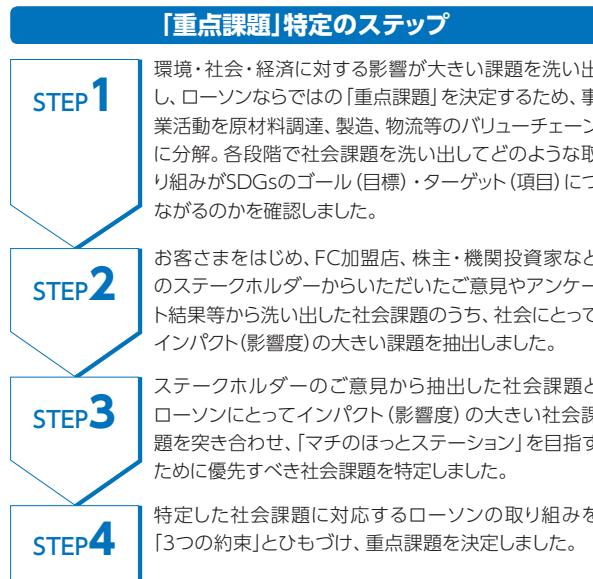 「重点課題」特定のステップ
STEP1
環境・社会・経済に対する影響が大きい課題を洗い出
し、ローソンならではの「重点課題」を決定するため、事
業活動を原材料調達、製造、物流等のバリューチェーン
に分解。各段階で社会課題を洗い出してどのような取
り組みがSDGsのゴール(目標)・ターゲット(項目)につ
ながるのかを確認しました。
STEP2
お客さまをはじめ、FC加盟店、株主・機関投資家など
のステークホルダーからいただいたご意見やアンケー
ト結果等から洗い出した社会課題のうち、社会にとって
インパクト(影響度)の大きい課題を抽出しました。
STEP3
ステークホルダーのご意見から抽出した社会課題と
ローソンにとってインパクト(影響度)の大きい社会課
題を突き合わせ、「マチのほっとステーション」を目指す
ために優先すべき社会課題を特定しました。
STEP4
特定した社会課題に対応するローソンの取り組みを
「3つの約束」とひもづけ、重点課題を決定しました。